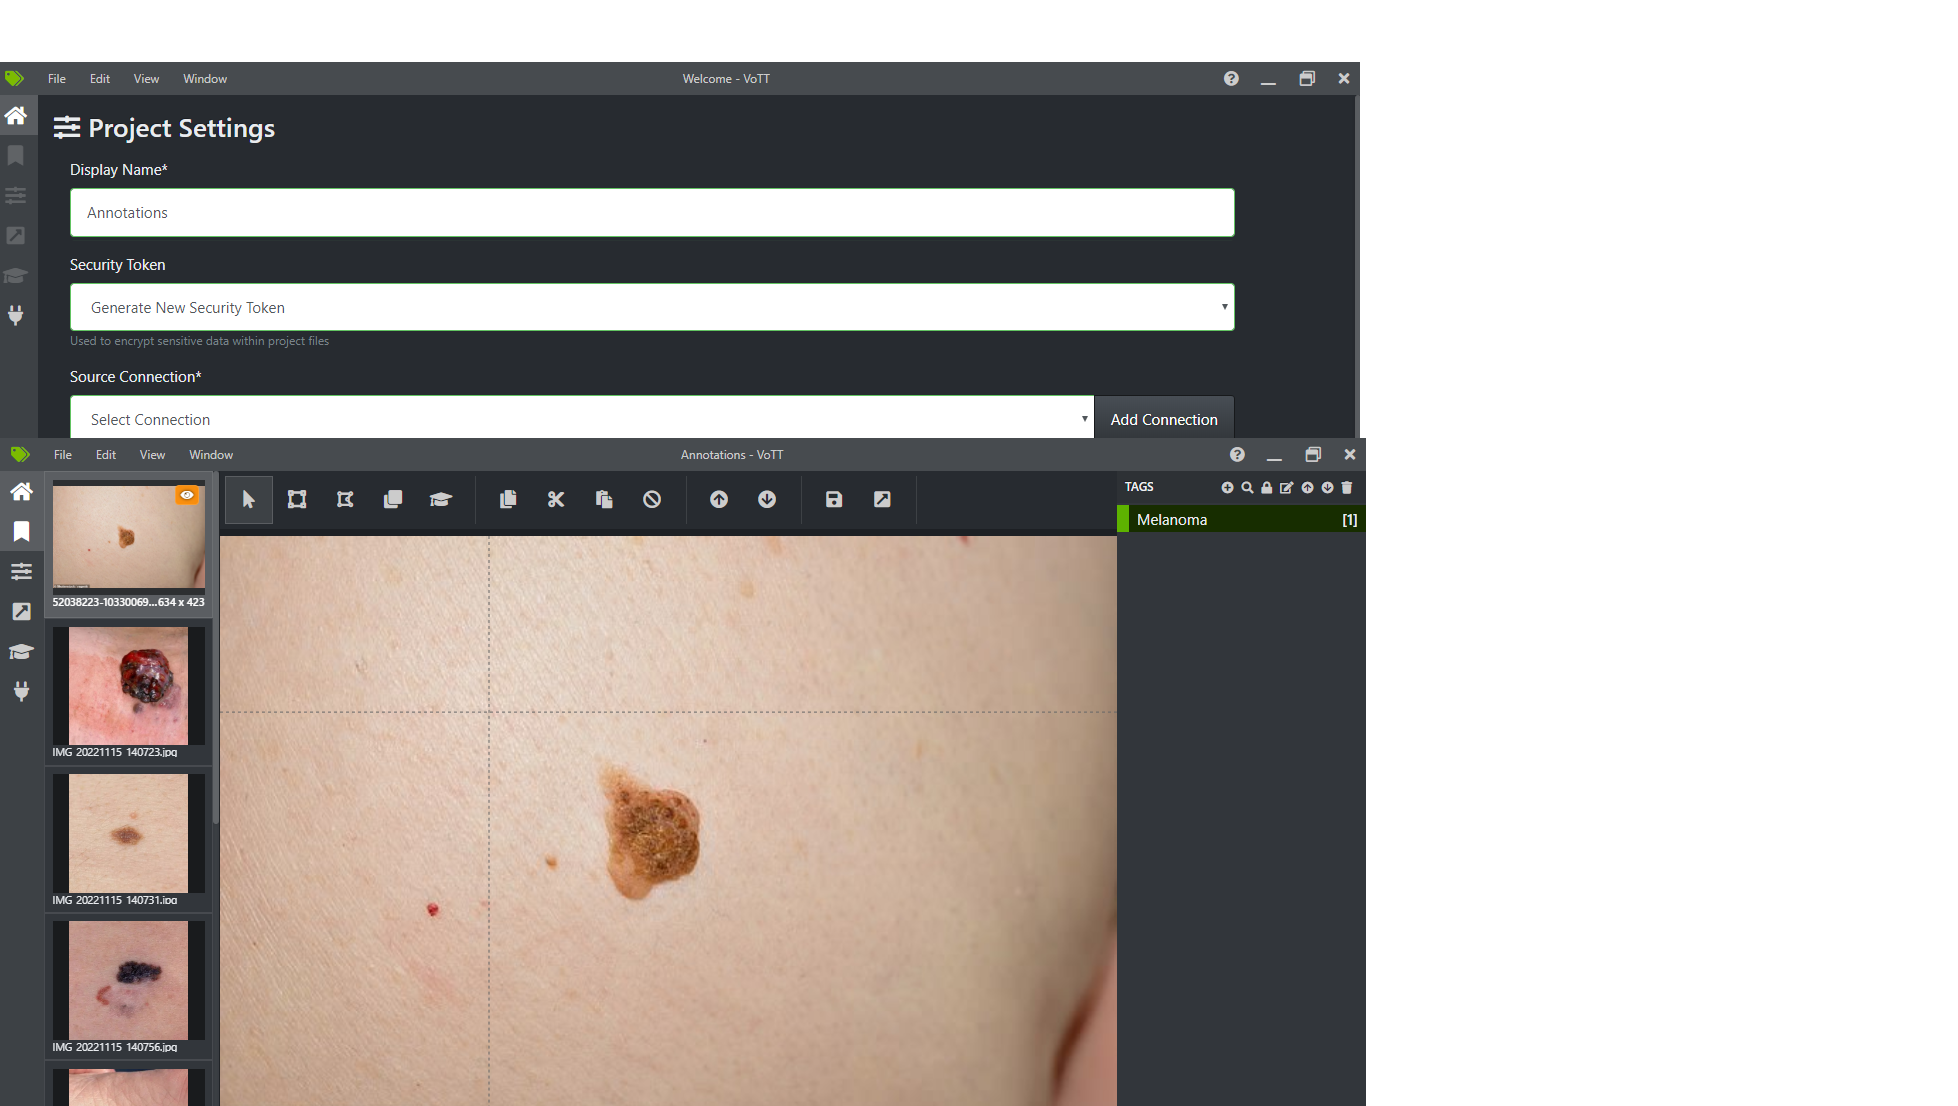 File Edit View Window Welcome - VoTT
Project Settings
Display Name*
Annotations
Security Token
Generate New Security Token
Used to encrypt sensitive data within project files
Source Connection*
Select Connection Add Connection
File Edit View Window Annotations - VoTT
TAGS
Melanoma [1]
52038223-10330069...634 x 423
IMG 20221115 140723.jpg
IMG 20221115 140731.jpg
IMG 20221115 140756.jpg